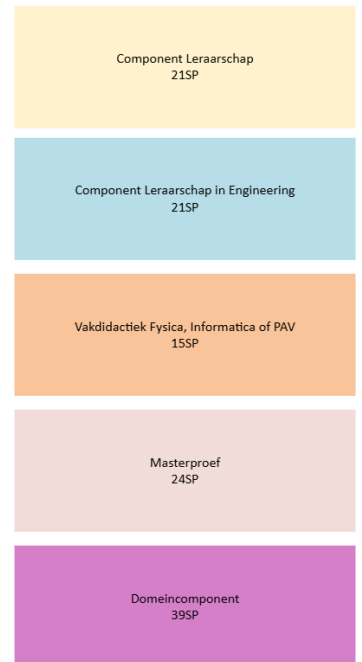 Component Leraarschap
21SP
Component Leraarschap in Engineering
21SP
Vakdidactiek Fysica, Informatica of PAV
15SP
Masterproef
24SP
Domeincomponent
39SP